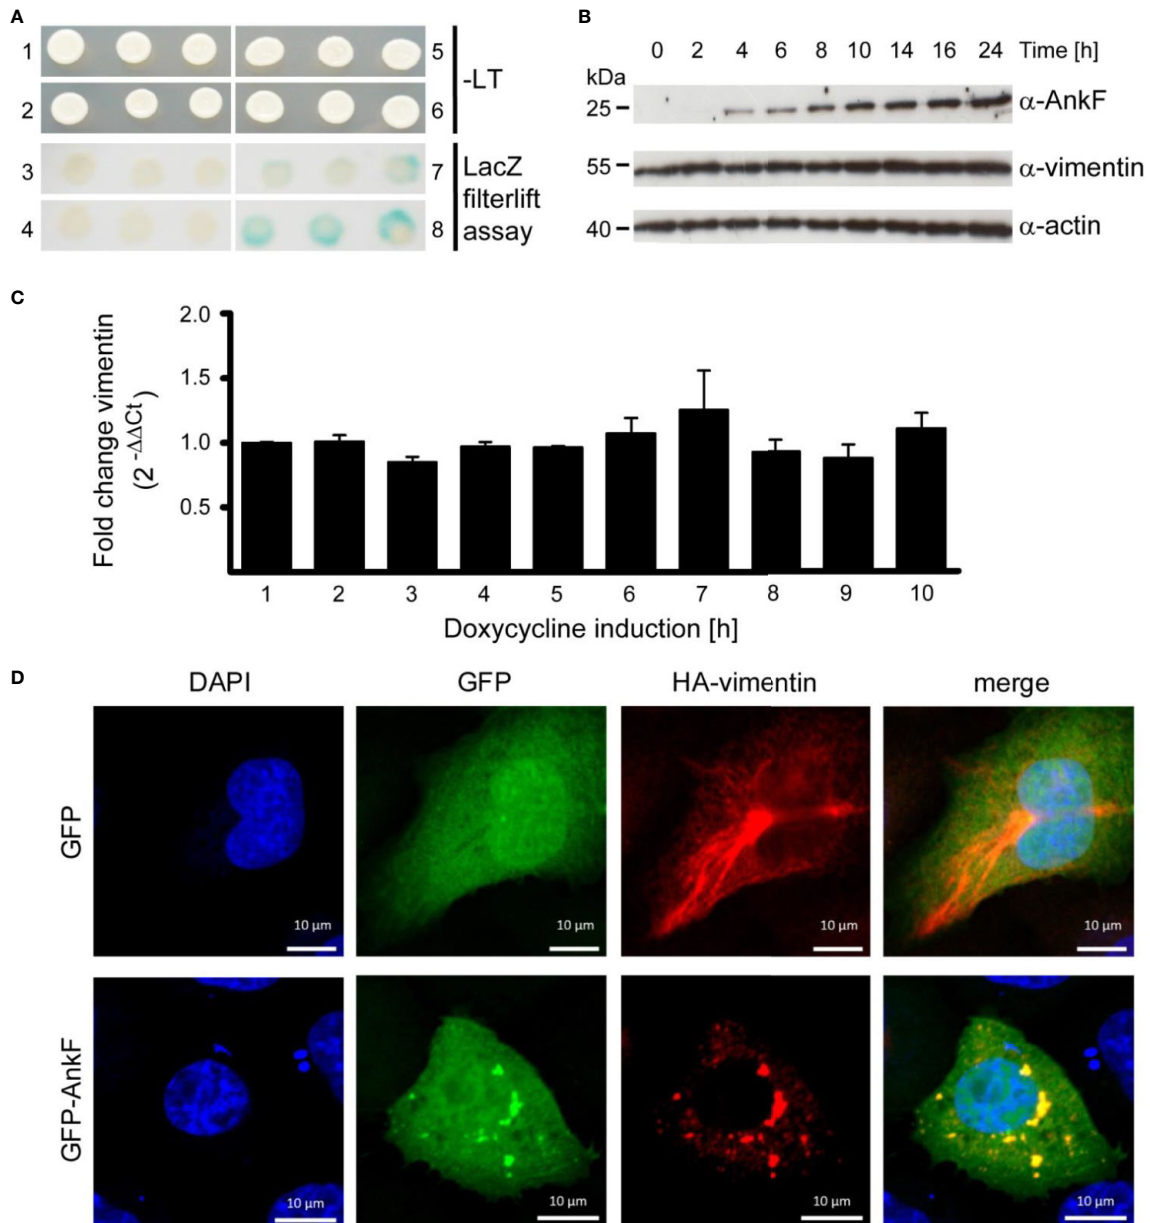 A
1
5
2
6
-LT
3
7
4
8
LacZ
filterlift
assay
B
0 2 4 6 8 10 14 16 24 Time [h]
kDa
25
α-AnkF
55
α-vimentin
40
α-actin
C
Fold change vimentin
(2 -ΔΔCt)
2.0
1.5
1.0
0.5
1 2 3 4 5 6 7 8 9 10
Doxycycline induction [h]
D
DAPI GFP HA-vimentin merge
GFP
10 µm 10 µm 10 µm 10 µm
GFP-AnkF
10 µm 10 µm 10 µm 10 µm